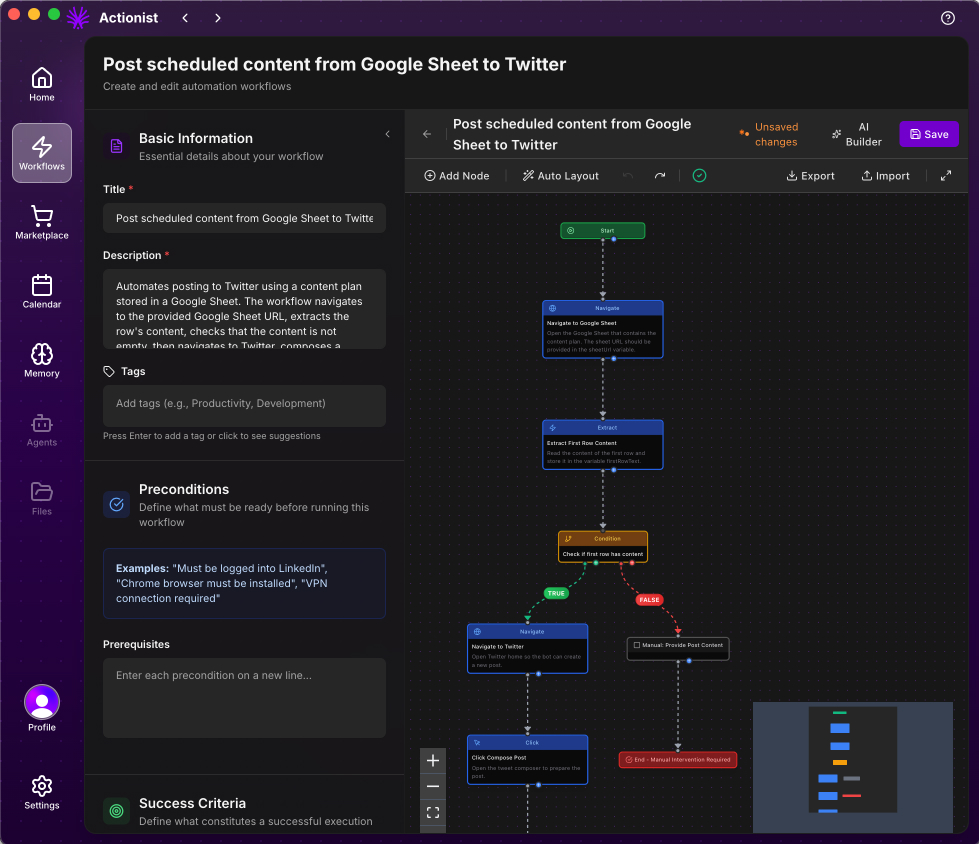 Actionist
Home
Workflows
Marketplace
Calendar
Memory
Agents
Files
Profile
Settings
Post scheduled content from Google Sheet to Twitter
Create and edit automation workflows
Basic Information
Essential details about your workflow
Title *
Post scheduled content from Google Sheet to Twitte
Description *
Automates posting to Twitter using a content plan
stored in a Google Sheet. The workflow navigates
to the provided Google Sheet URL, extracts the
row's content, checks that the content is not
empty, then navigates to Twitter, composes a
Tags
Add tags (e.g., Productivity, Development)
Press Enter to add a tag or click to see suggestions
Preconditions
Define what must be ready before running this
workflow
Examples: "Must be logged into LinkedIn",
"Chrome browser must be installed", "VPN
connection required"
Prerequisites
Enter each precondition on a new line...
Success Criteria
Define what constitutes a successful execution
Post scheduled content from Google
Sheet to Twitter
Unsaved
changes
AI
Builder
Save
Add Node
Auto Layout
Export
Import
Start
Navigate
Navigate to Google Sheet
Open the Google Sheet that contains the
content plan. The sheet URL should be
provided in the sheetUrl variable.
Extract
Extract First Row Content
Read the content of the first row and
store it in the variable firstRowText.
Condition
Check if first row has content
TRUE
FALSE
Navigate
Navigate to Twitter
Open Twitter home so the bot can create
a new post.
Manual: Provide Post Content
Click
Click Compose Post
Open the tweet composer to prepare the
post.
End - Manual Intervention Required